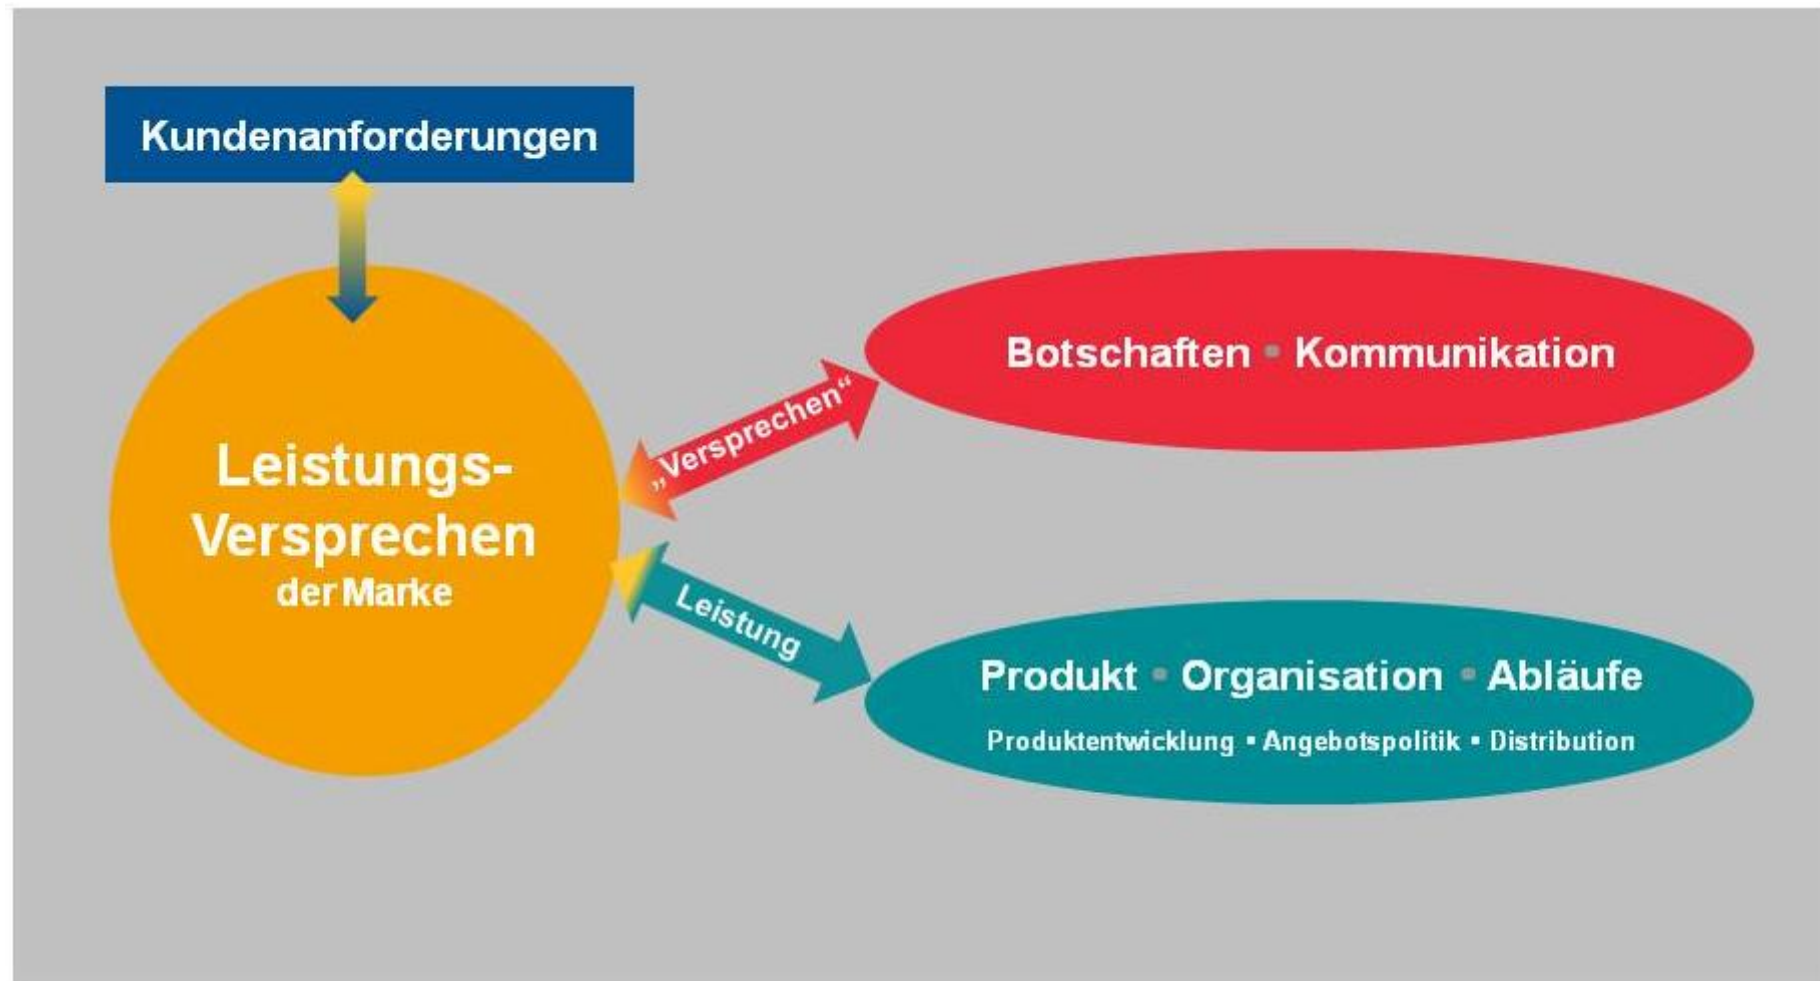 Kundenanforderungen
Leistungs-
Versprechen
der Marke
„Versprechen“
Botschaften • Kommunikation
Leistung
Produkt • Organisation • Abläufe
Produktentwicklung ▪ Angebotspolitik ▪ Distribution